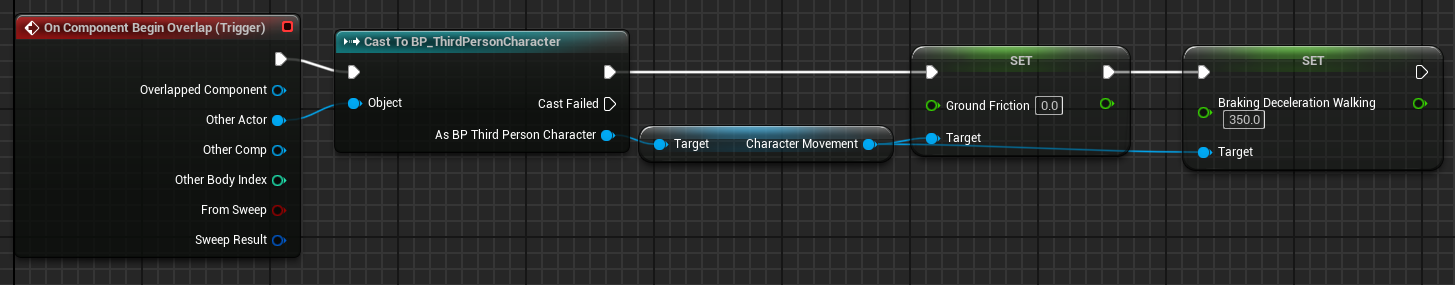 On Component Begin Overlap (Trigger)
Overlapped Component
Other Actor
Other Comp
Other Body Index
From Sweep
Sweep Result
Cast To BP_ThirdPersonCharacter
Object
Cast Failed
As BP Third Person Character
Target Character Movement
SET
Ground Friction 0.0
Target
SET
Braking Deceleration Walking
350.0
Target